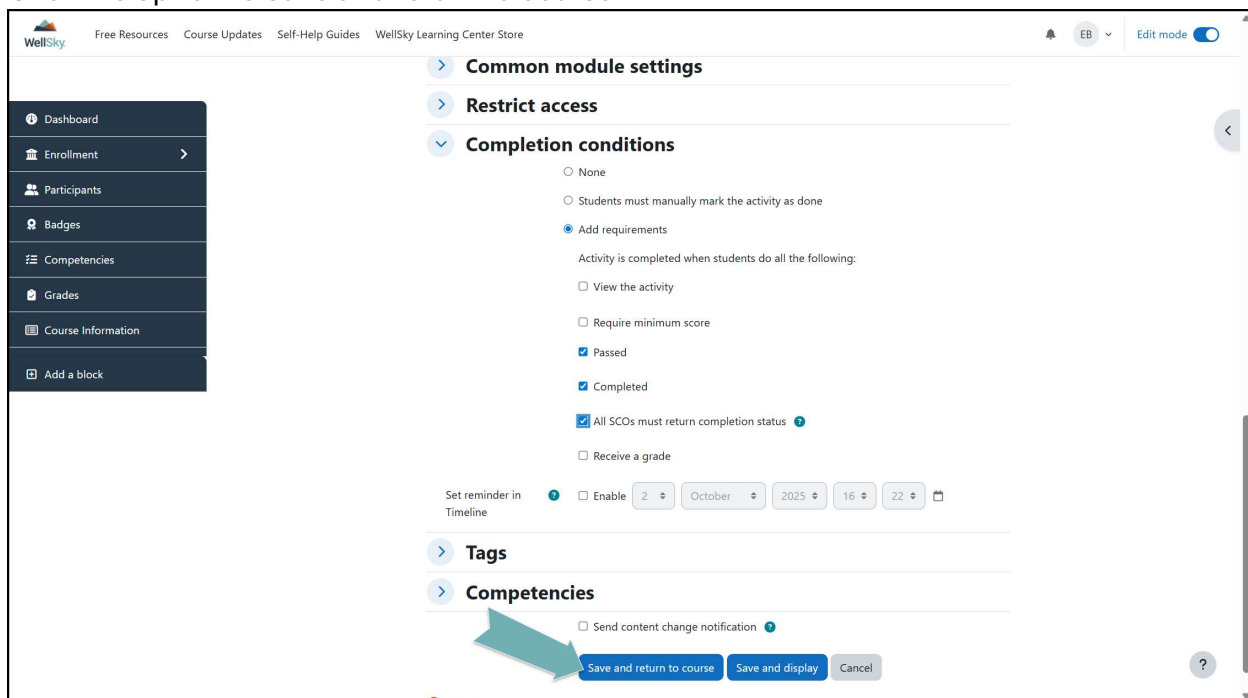 WellSky
Free Resources Course Updates Self-Help Guides WellSky Learning Center Store
EB
Edit mode
Common module settings
Dashboard
Enrollment
Participants
Badges
Competencies
Grades
Course Information
Add a block
Restrict access
Completion conditions
None
Students must manually mark the activity as done
Add requirements
Activity is completed when students do all the following:
View the activity
Require minimum score
Passed
Completed
All SCOs must return completion status ?
Receive a grade
Set reminder in
Timeline
? Enable 2 October 2025 16 22
Tags
Competencies
Send content change notification ?
Save and return to course Save and display Cancel
?